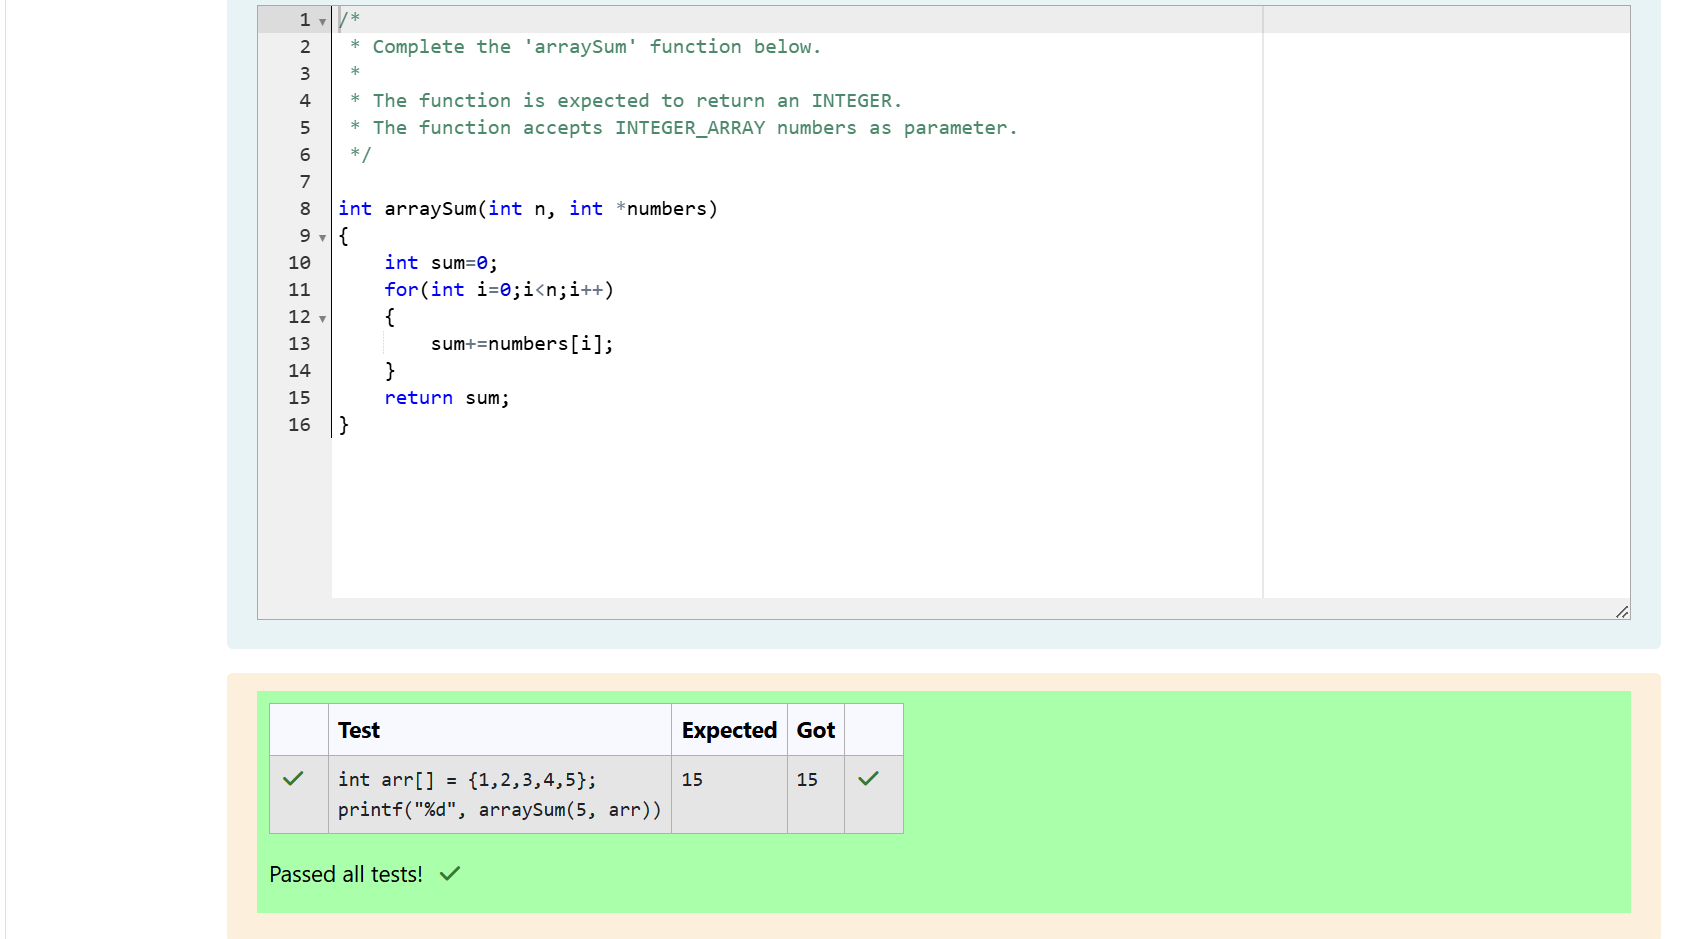 1 /*
2  * Complete the 'arraySum' function below.
3  *
4  * The function is expected to return an INTEGER.
5  * The function accepts INTEGER_ARRAY numbers as parameter.
6  */
7
8 int arraySum(int n, int *numbers)
9 {
10     int sum=0;
11     for(int i=0;i<n;i++)
12     {
13         sum+=numbers[i];
14     }
15     return sum;
16 }
Test Expected Got
int arr[] = {1,2,3,4,5}; 15 15
printf("%d", arraySum(5, arr))
Passed all tests!